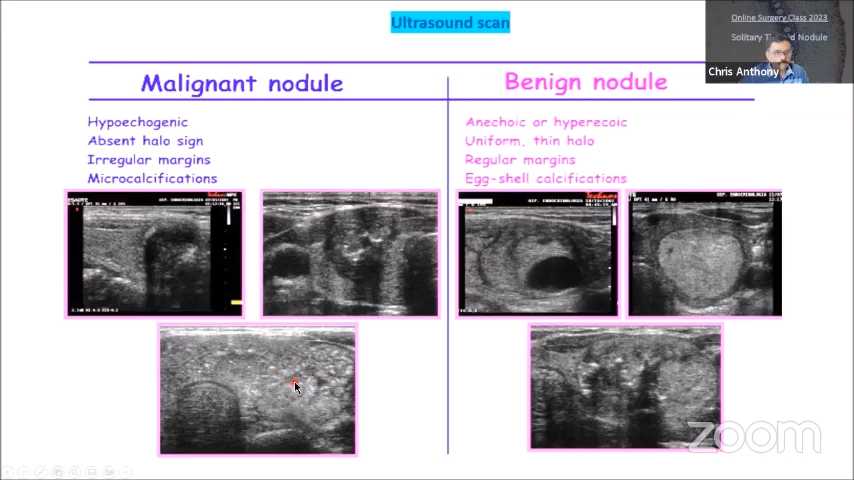 Ultrasound scan
Online Surgery Class 2023
Solitary
Nodule
Chris Anthony
Malignant nodule
Benign nodule
Hypoechogenic
Absent halo sign
Irregular margins
Microcalcifications
Anechoic or hyperecoic
Uniform, thin halo
Regular margins
Egg-shell calcifications
zoom